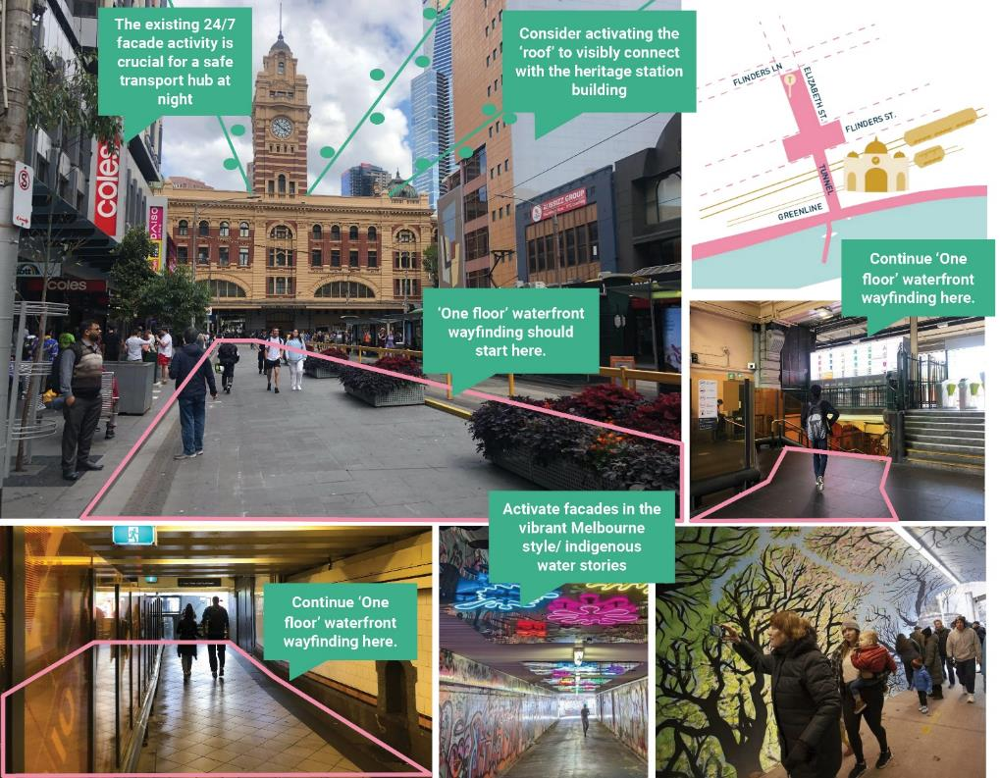 The existing 24/7
facade activity is
crucial for a safe
transport hub at
night
Consider activating the
‘roof’ to visibly connect
with the heritage station
building
coles
DAISO
AUSSIZZ GROUP
coles
‘One floor’ waterfront
wayfinding should
start here.
FLINDERS LN
ELIZABETH ST.
FLINDERS ST.
TUNNEL
GREENLINE
Continue ‘One
floor’ waterfront
wayfinding here.
Activate facades in the
vibrant Melbourne
style/ indigenous
water stories
Continue ‘One
floor’ waterfront
wayfinding here.